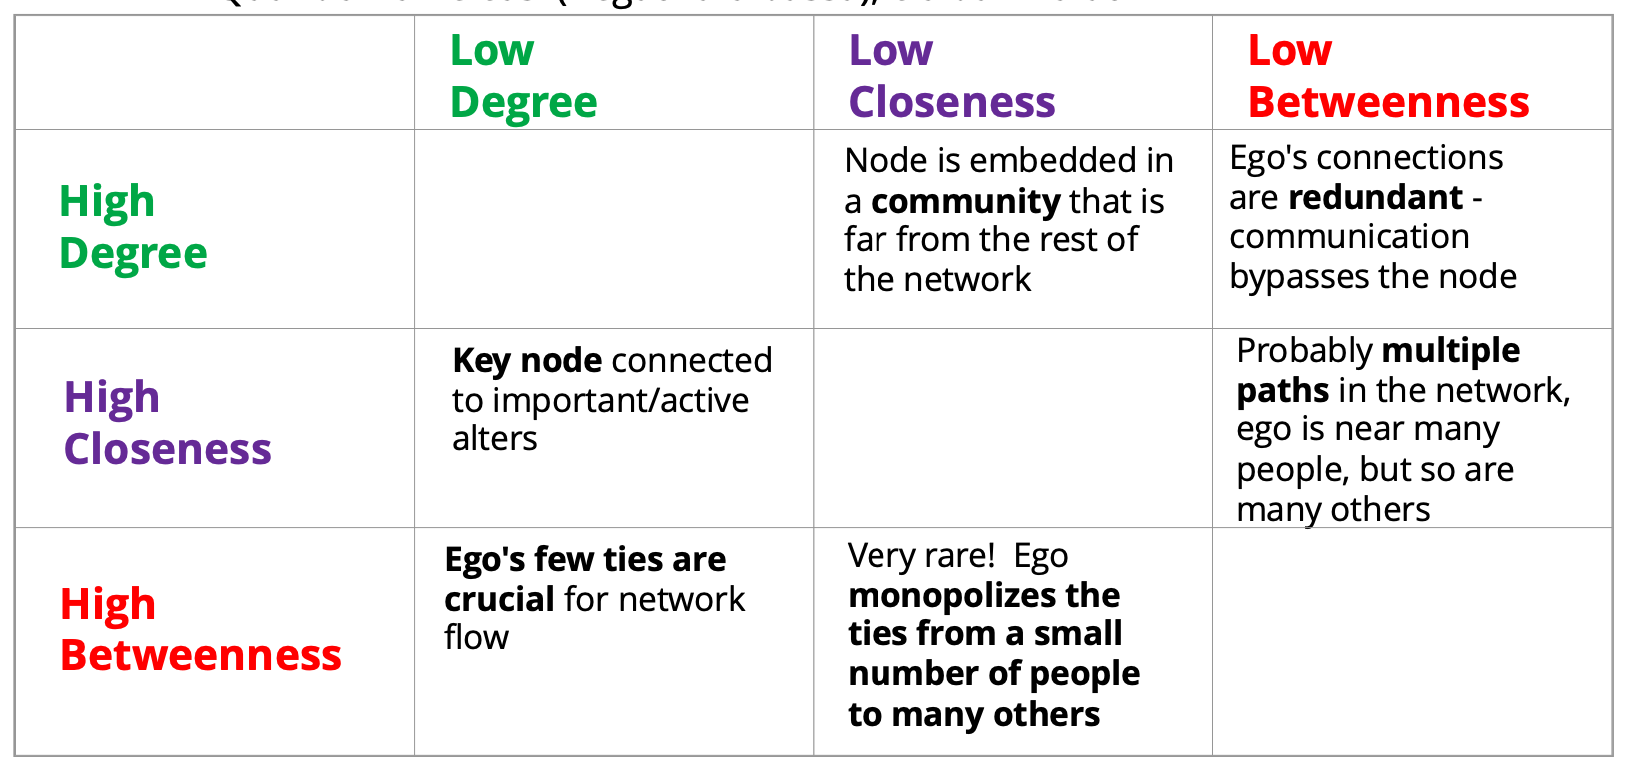 Low
Degree
Low
Closeness
Low
Betweenness
High
Degree
Node is embedded in
a community that is
far from the rest of
the network
Ego's connections
are redundant -
communication
bypasses the node
High
Closeness
Key node connected
to important/active
alters
Probably multiple
paths in the network,
ego is near many
people, but so are
many others
High
Betweenness
Ego's few ties are
crucial for network
flow
Very rare!  Ego
monopolizes the
ties from a small
number of people
to many others